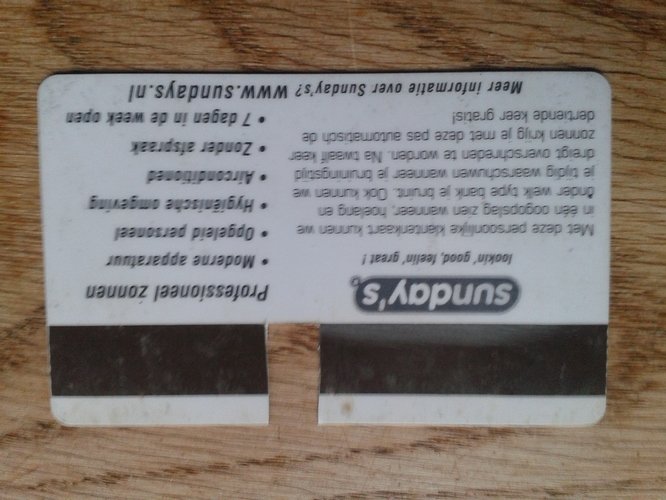 sunday's
lookin' good, feelin' great !
Met deze persoonlijke klantenkaart kunnen we
in één oogopslag zien wanneer, hoelang en
onder welk type bank je bruint. Ook kunnen we
je tijdig waarschuwen wanneer je bruiningstijd
dreigt overschreden te worden. Na twaalf keer
zonnen krijg je met deze pas automatisch de
dertiende keer gratis!
Professioneel zonnen
• Moderne apparatuur
• Opgeleid personeel
• Hygiënische omgeving
• Airconditioned
• Zonder afspraak
• 7 dagen in de week open
Meer informatie over Sunday's? www.sundays.nl